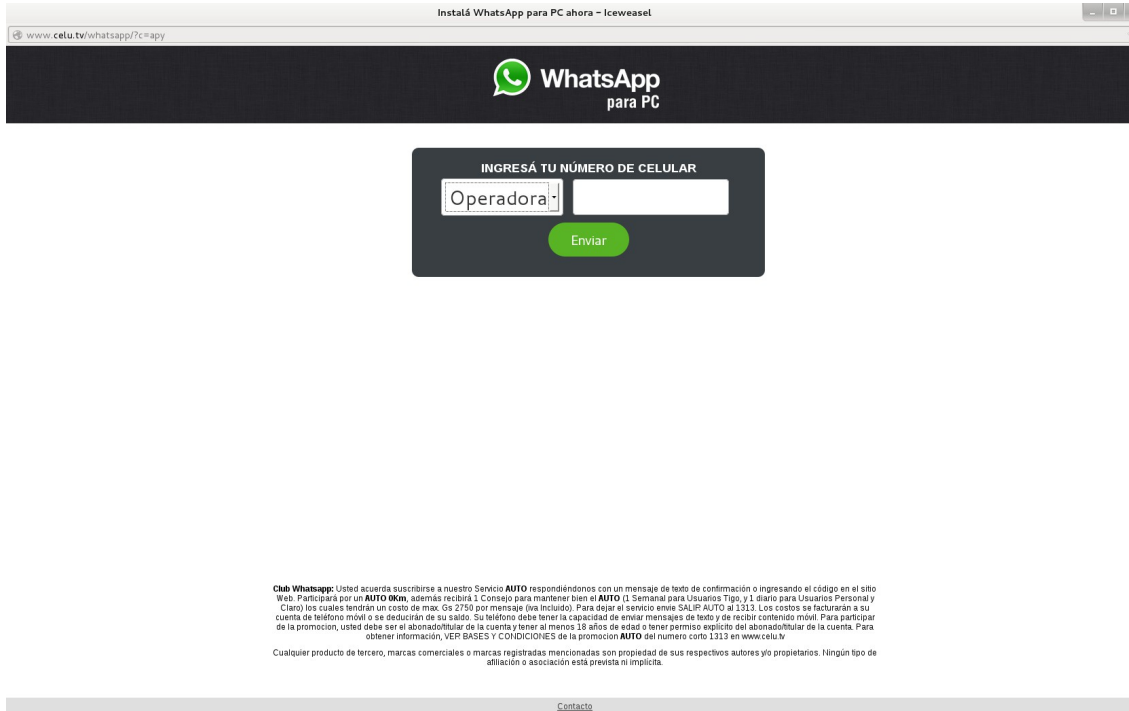 Instalá WhatsApp para PC ahora – Iceweasel
www.celu.tv/whatsapp/?c=apy
WhatsApp
para PC
INGRESÁ TU NÚMERO DE CELULAR
Operadora
Enviar
Club Whatsapp: Usted acuerda suscribirse a nuestro Servicio AUTO respondiéndonos con un mensaje de texto de confirmación o ingresando el código en el sitio
Web. Participará por un AUTO 0Km, además recibirá 1 Consejo para mantener bien el AUTO (1 Semanal para Usuarios Tigo, y 1 diario para Usuarios Personal y
Claro) los cuales tendrán un costo de max. Gs 2750 por mensaje (iva Incluido). Para dejar el servicio envie SALIR AUTO al 1313. Los costos se facturarán a su
cuenta de teléfono móvil o se deducirán de su saldo. Su teléfono debe tener la capacidad de enviar mensajes de texto y de recibir contenido móvil. Para participar
de la promocion, usted debe ser el abonado/titular de la cuenta y tener al menos 18 años de edad o tener permiso explícito del abonado/titular de la cuenta. Para
obtener información, VER BASES Y CONDICIONES de la promocion AUTO del numero corto 1313 en www.celu.tv
Cualquier producto de tercero, marcas comerciales o marcas registradas mencionadas son propiedad de sus respectivos autores y/o propietarios. Ningún tipo de
afiliación o asociación está prevista ni implícita.
Contacto